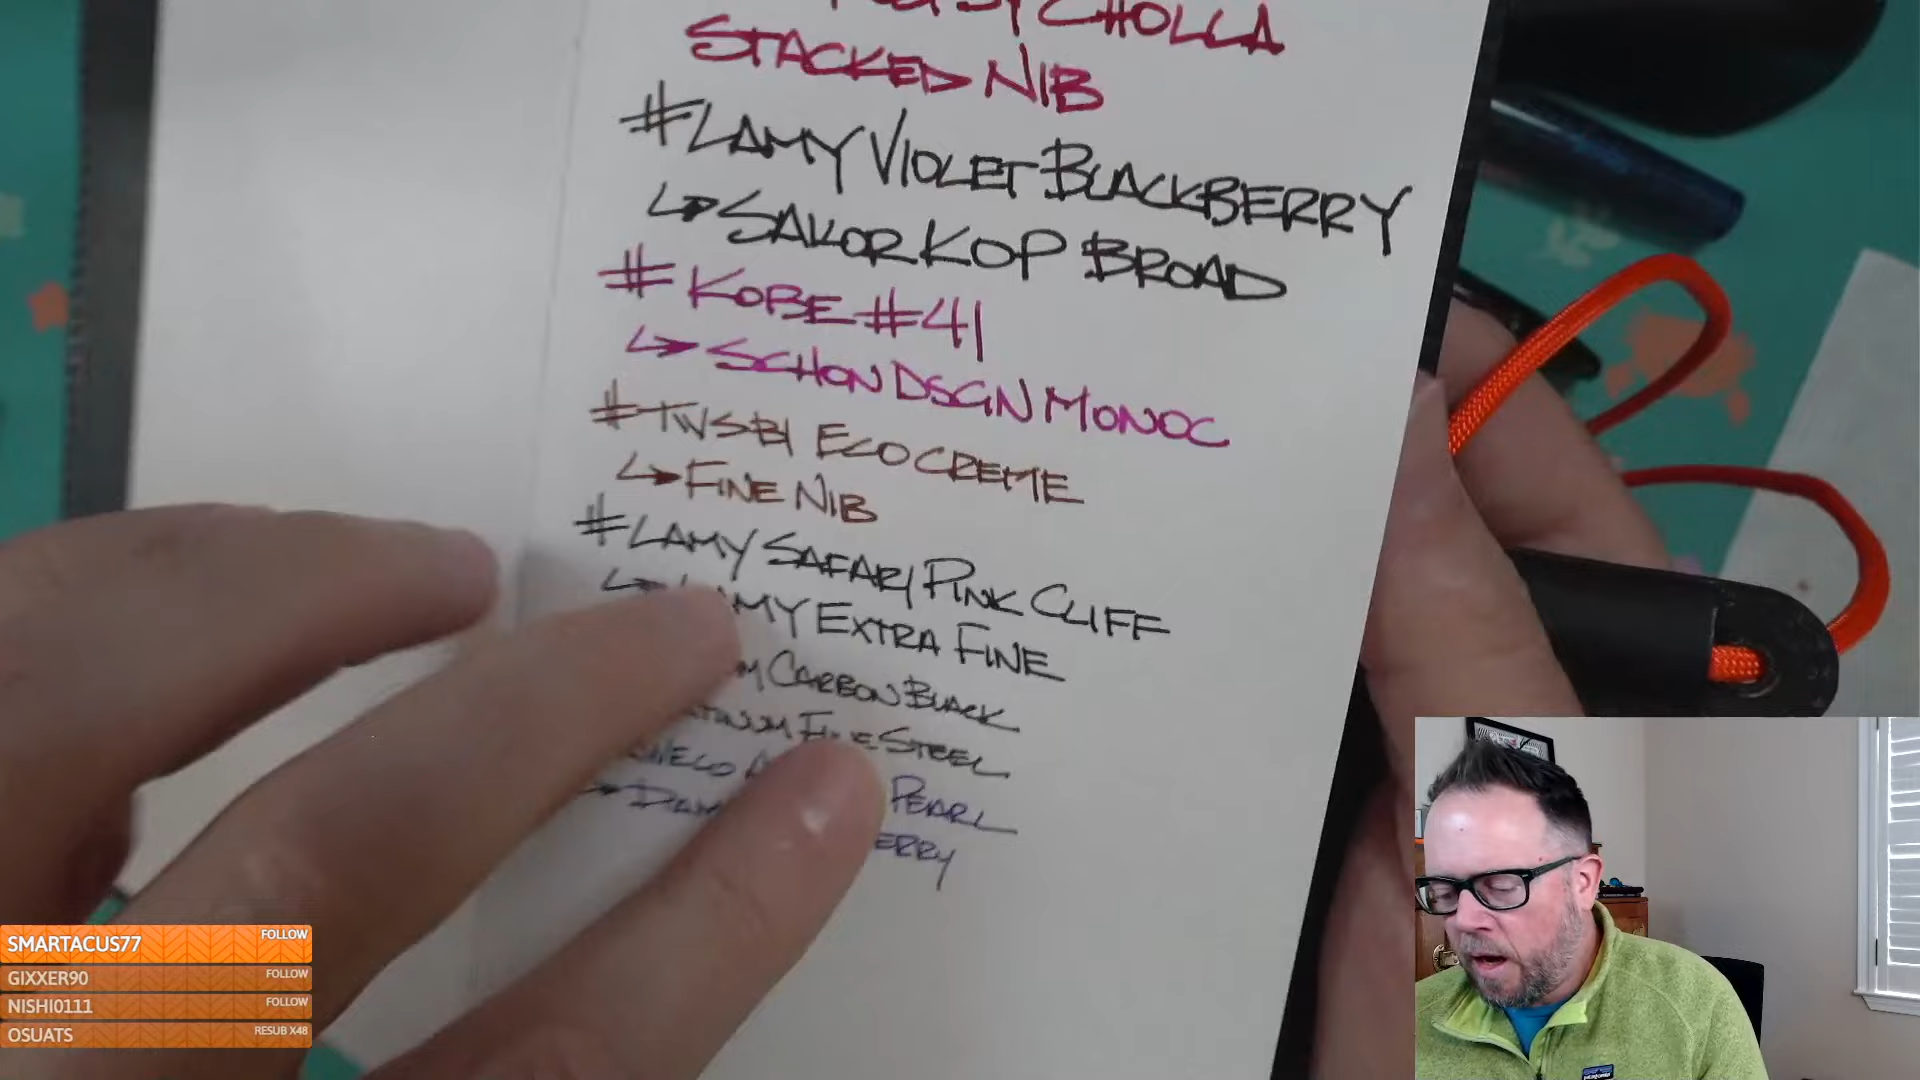 CHOLLA
STACKED NIB
#LAMY VIOLET BLACKBERRY
↳SAILOR KOP BROAD
# KOBE #41
↳SCHON DSGN MONOC
#TWSBI ECO CREME
↳FINE NIB
#LAMY SAFARI PINK CLIFF
↳LAMY EXTRA FINE
CARBON BLACK
FINE STEEL
PEARL
SMARTACUS77 FOLLOW
GIXXER90 FOLLOW
NISHI0111 FOLLOW
OSUATS RESUB X48